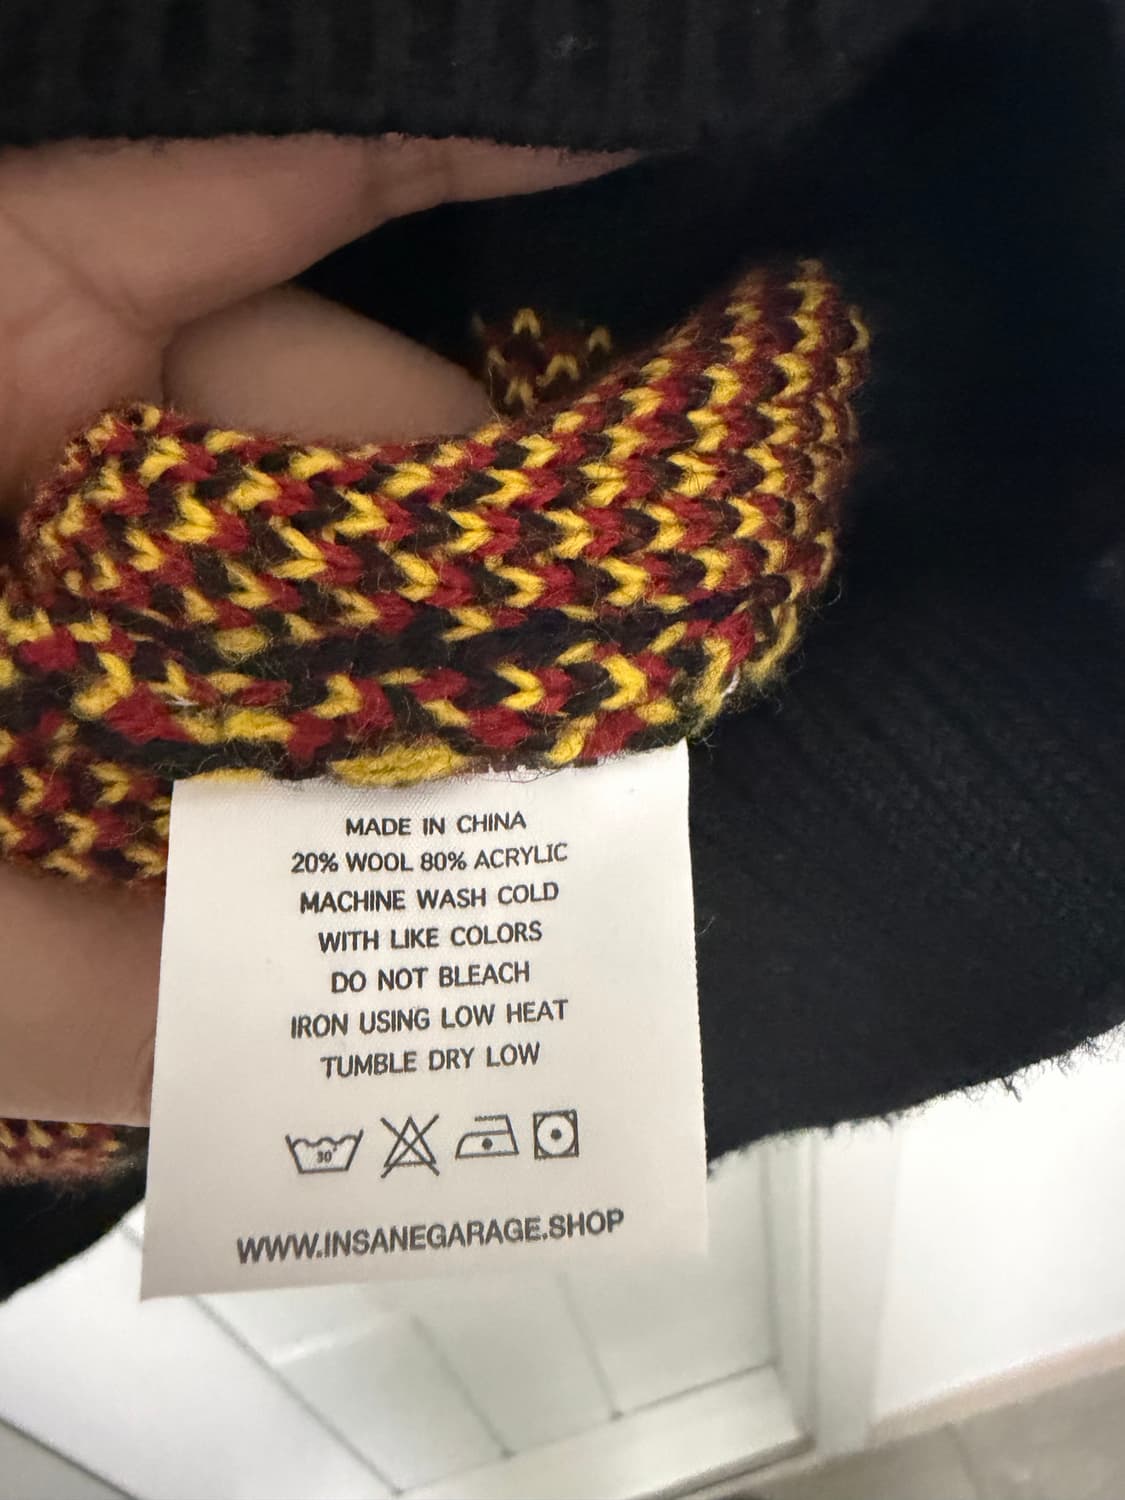 MADE IN CHINA
20% WOOL 80% ACRYLIC
MACHINE WASH COLD
WITH LIKE COLORS
DO NOT BLEACH
IRON USING LOW HEAT
TUMBLE DRY LOW
30°
WWW.INSANEGARAGE.SHOP